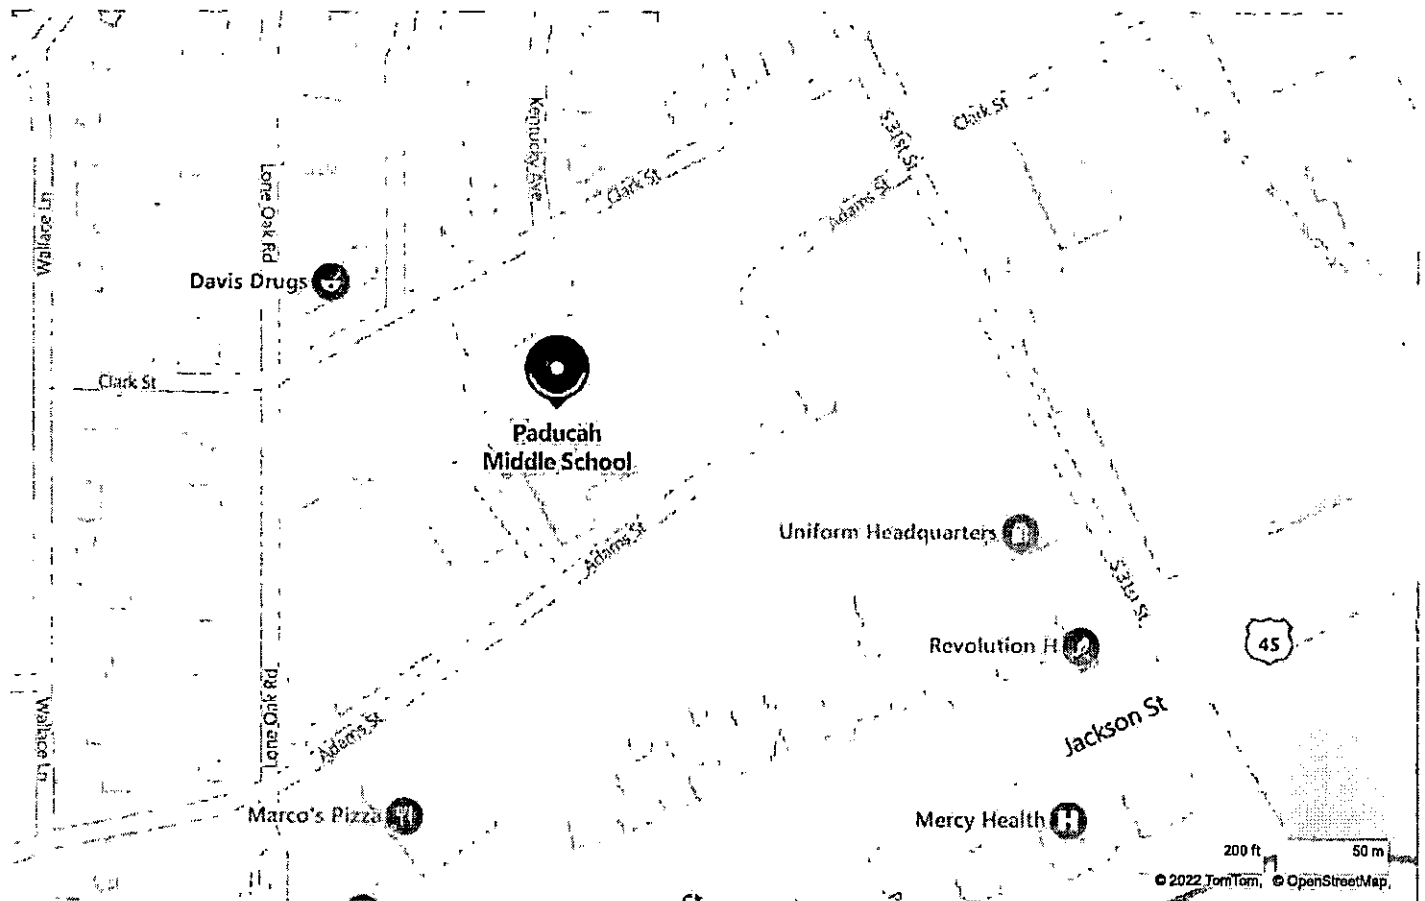 Kentucky Ave
S 31st St
Clark St
Wallace Ln
Lone Oak Rd
Clark St
Adams St
Davis Drugs
Clark St
Paducah
Middle School
Uniform Headquarters
Adams St
S 31st St
Revolution H
45
Wallace Ln
Lone Oak Rd
Adams St
Jackson St
Marco's Pizza
Mercy Health
H
200 ft
50 m
© 2022 TomTom, © OpenStreetMap,